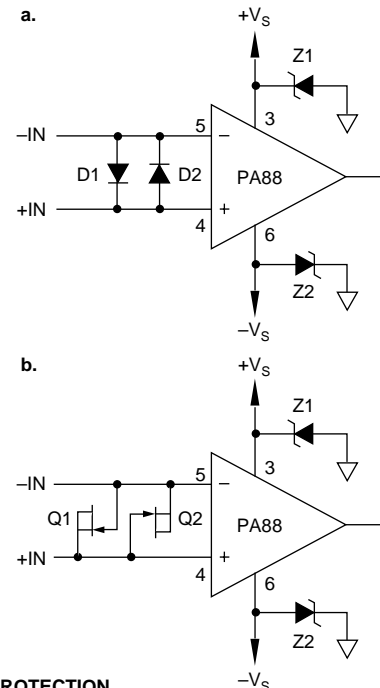 a.
+VS
Z1
3
–IN
5
–
D1
D2
PA88
+IN
4
+
6
Z2
–VS
b.
+VS
Z1
3
–IN
5
–
Q1
Q2
PA88
+IN
4
+
6
Z2
–VS